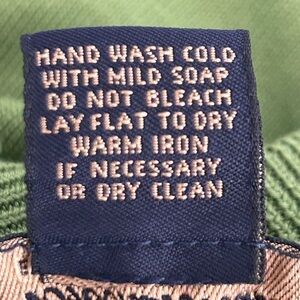 HAND WASH COLD
WITH MILD SOAP
DO NOT BLEACH
LAY FLAT TO DRY
WARM IRON
IF NECESSARY
OR DRY CLEAN